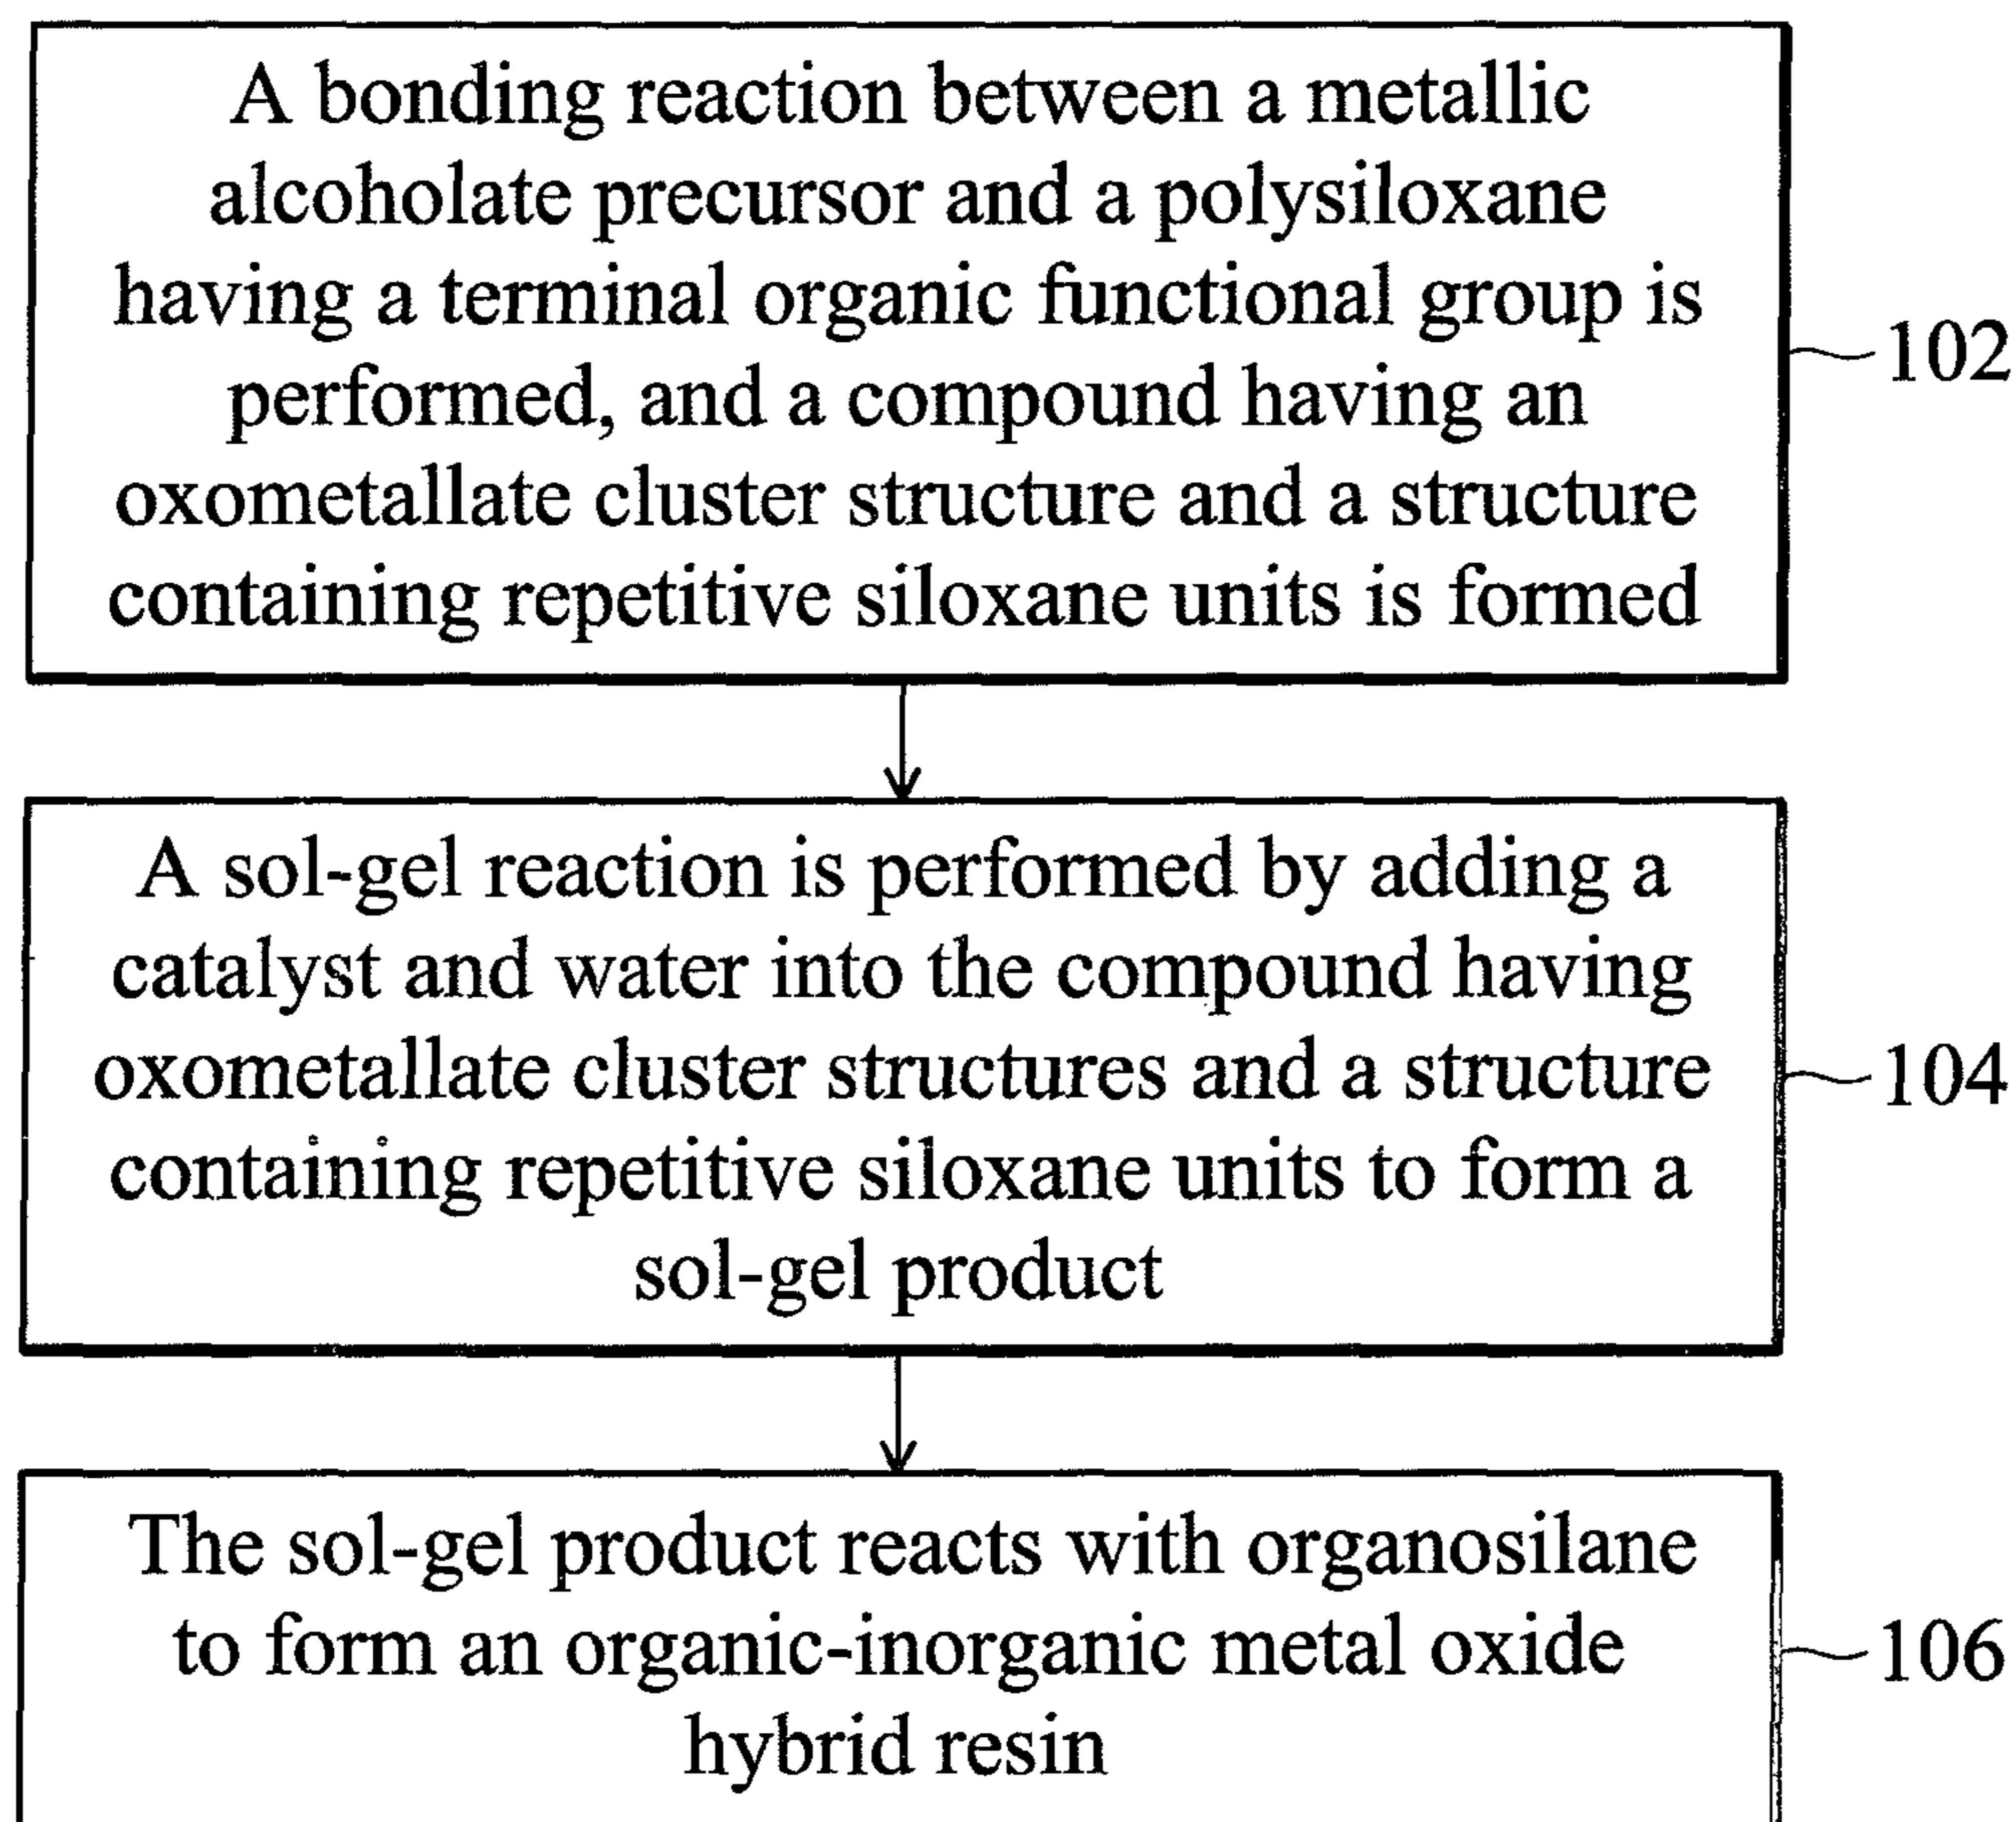 A bonding reaction between a metallic
alcoholate precursor and a polysiloxane
having a terminal organic functional group is
performed, and a compound having an
oxometallate cluster structure and a structure
containing repetitive siloxane units is formed
102
A sol-gel reaction is performed by adding a
catalyst and water into the compound having
oxometallate cluster structures and a structure
containing repetitive siloxane units to form a
sol-gel product
104
The sol-gel product reacts with organosilane
to form an organic-inorganic metal oxide
hybrid resin
106